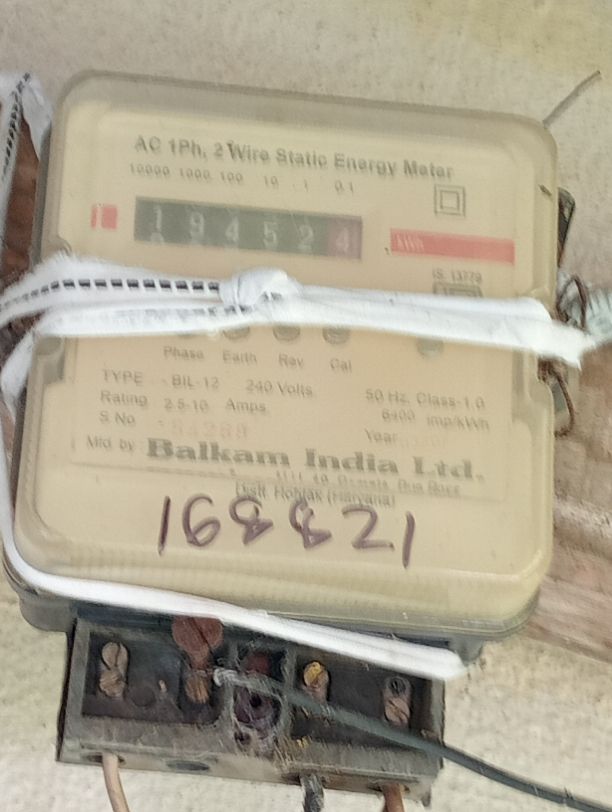 AC 1Ph, 2 Wire Static Energy Meter
10000 1000 100 10 1 0.1
1 9 4 5 2 4
kWh
IS. 13779
Phase Earth Rev Cal
TYPE - BIL-12 240 Volts 50 Hz. Class-1.0
Rating 2.5-10 Amps. 6400 imp/kWh
S.No Year
Mfd. by: Balkam India Ltd.
Distt. Rohtak (Haryana)
168821